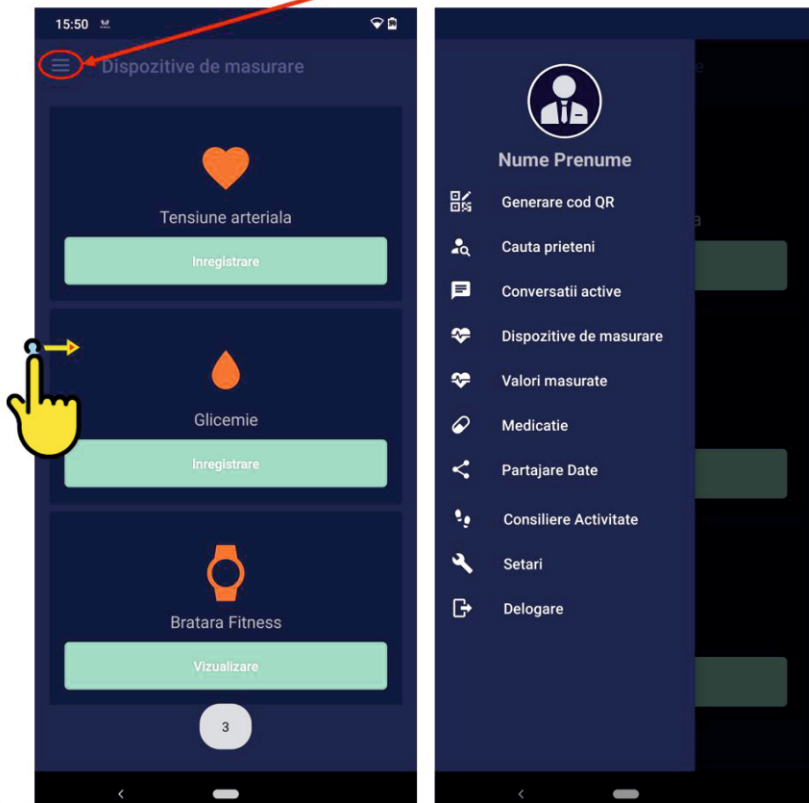 15:50
Dispozitive de masurare
Tensiune arteriala
Inregistrare
Glicemie
Inregistrare
Bratara Fitness
Vizualizare
3
Nume Prenume
Generare cod QR
Cauta prieteni
Conversatii active
Dispozitive de masurare
Valori masurate
Medicatie
Partajare Date
Consiliere Activitate
Setari
Delogare
e
a